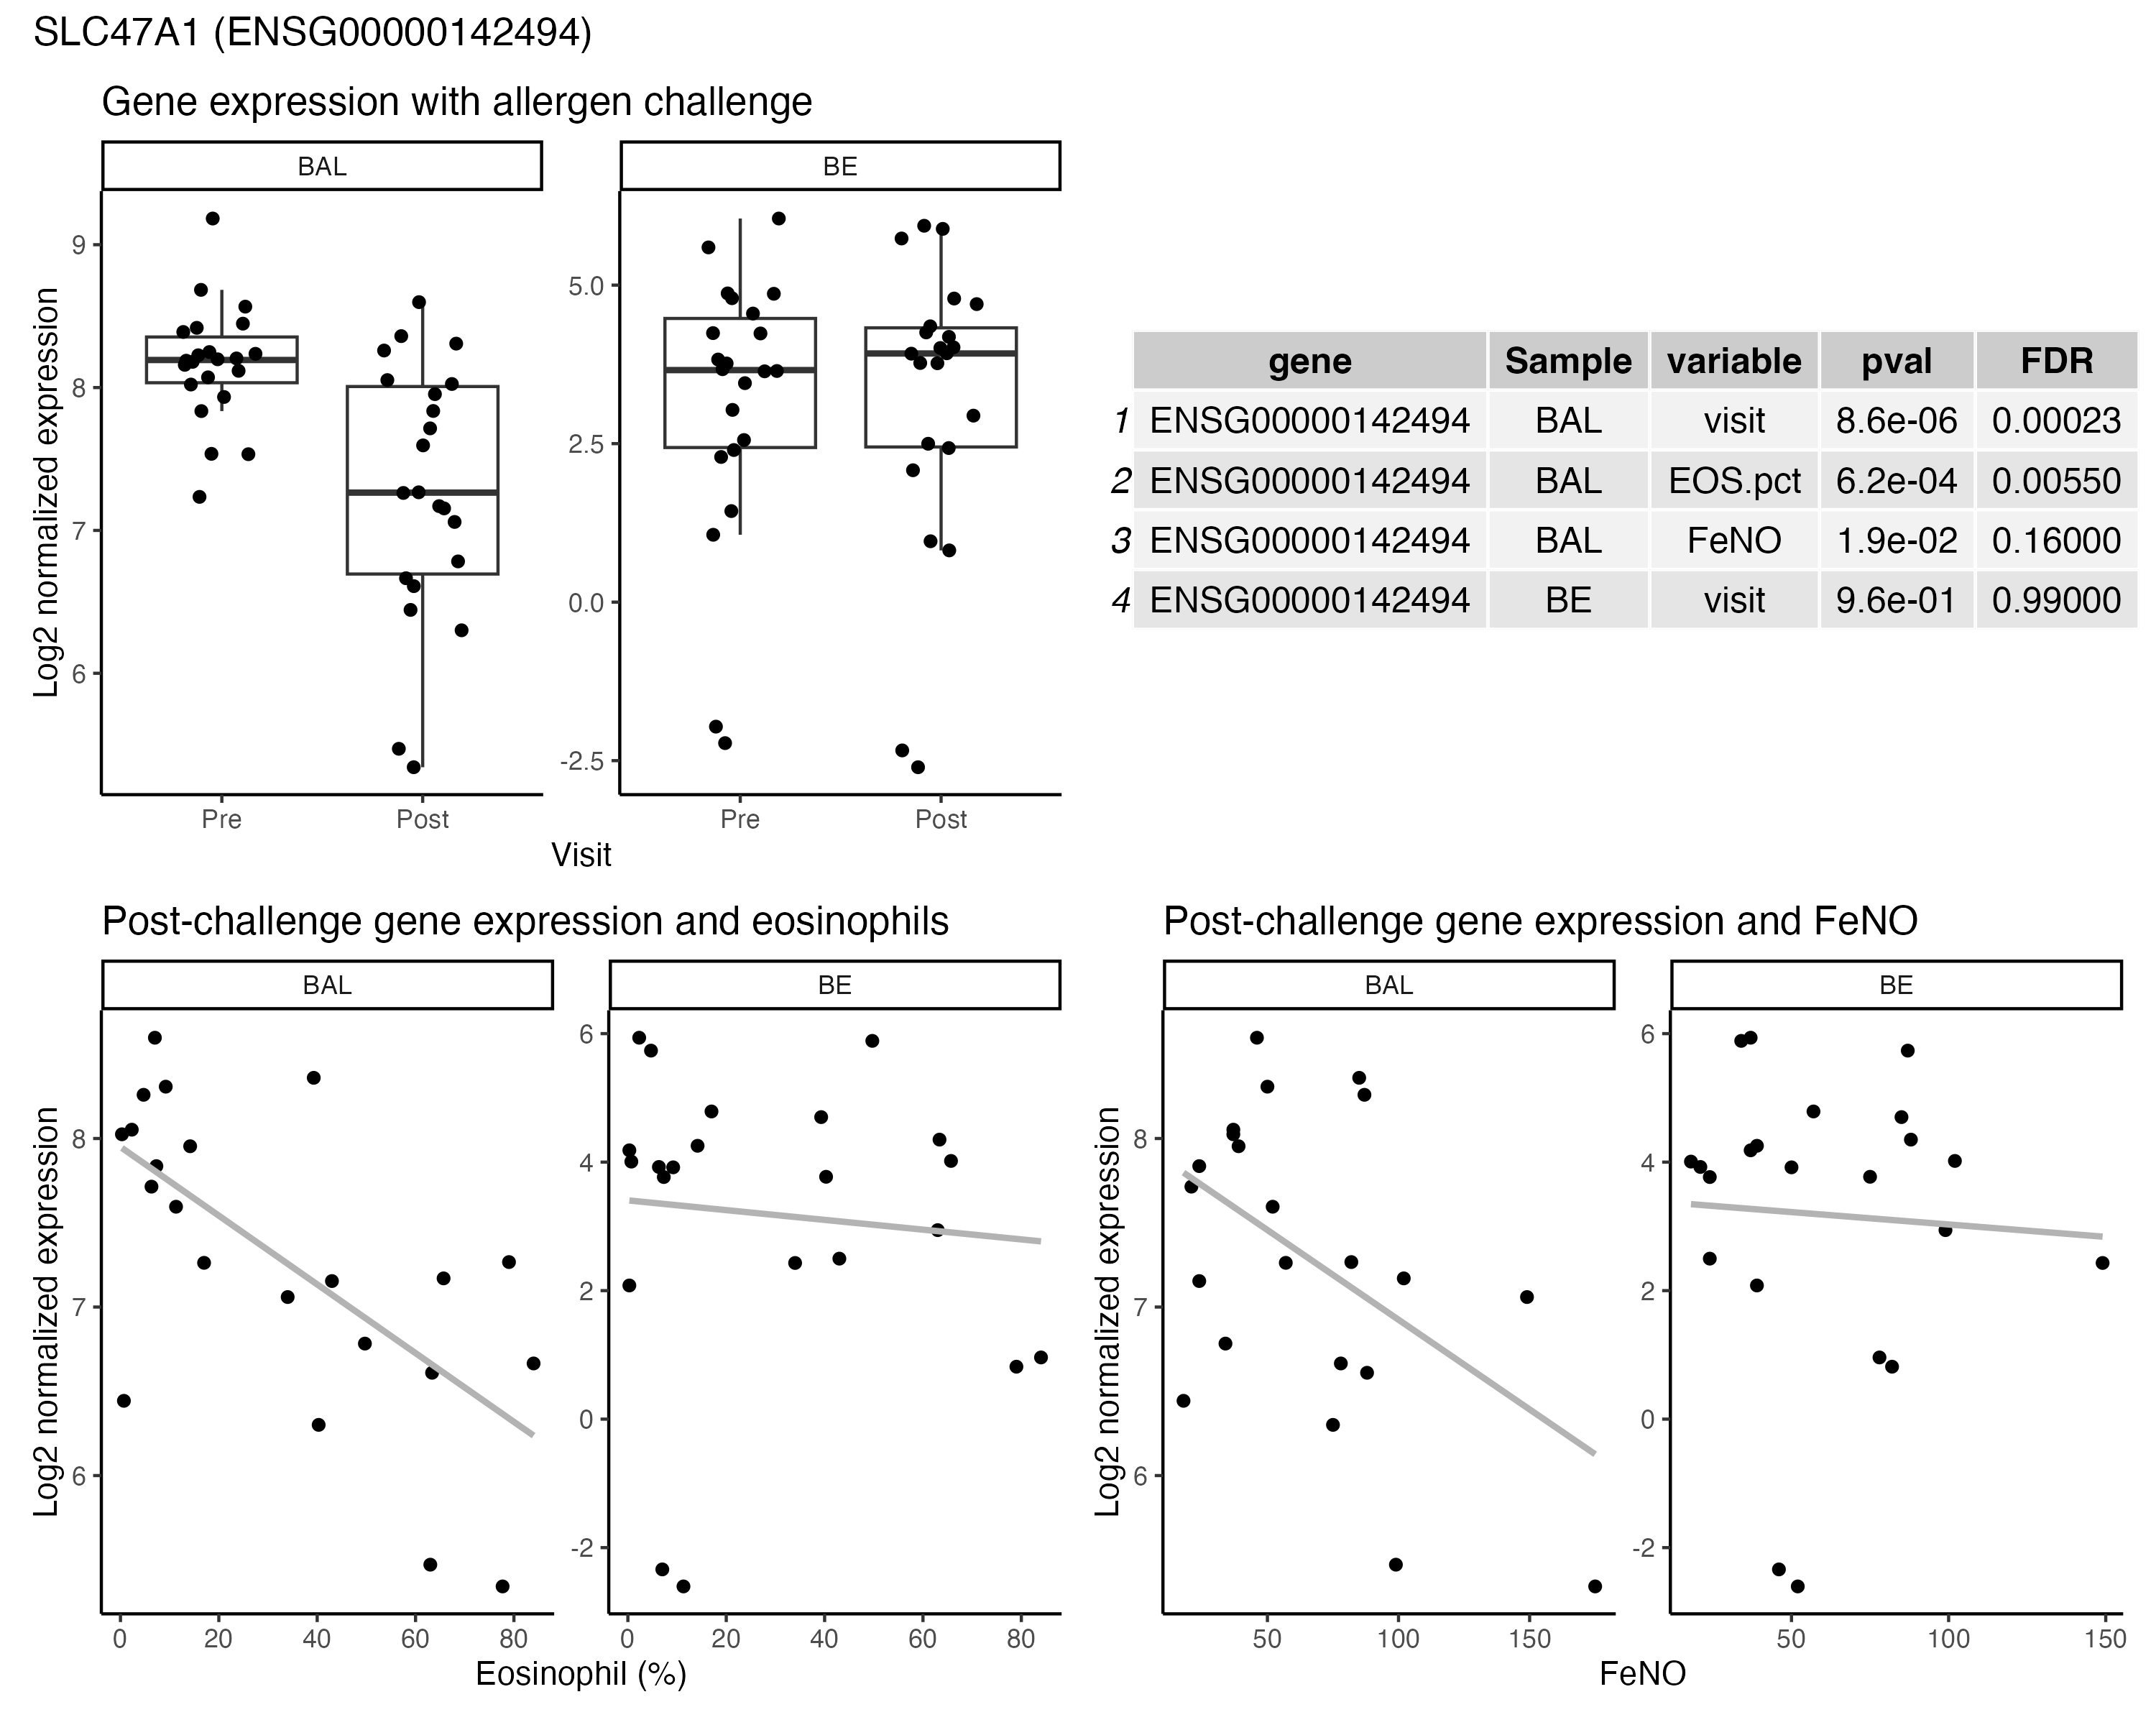 SLC47A1 (ENSG00000142494)
Gene expression with allergen challenge
BAL
BE
Log2 normalized expression
9
8
7
6
5.0
2.5
0.0
-2.5
Pre
Post
Pre
Post
Visit
gene Sample variable pval FDR
1 ENSG00000142494 BAL visit 8.6e-06 0.00023
2 ENSG00000142494 BAL EOS.pct 6.2e-04 0.00550
3 ENSG00000142494 BAL FeNO 1.9e-02 0.16000
4 ENSG00000142494 BE visit 9.6e-01 0.99000
Post-challenge gene expression and eosinophils
BAL
BE
Log2 normalized expression
8
7
6
6
4
2
0
-2
0 20 40 60 80
0 20 40 60 80
Eosinophil (%)
Post-challenge gene expression and FeNO
BAL
BE
Log2 normalized expression
8
7
6
6
4
2
0
-2
50 100 150
50 100 150
FeNO